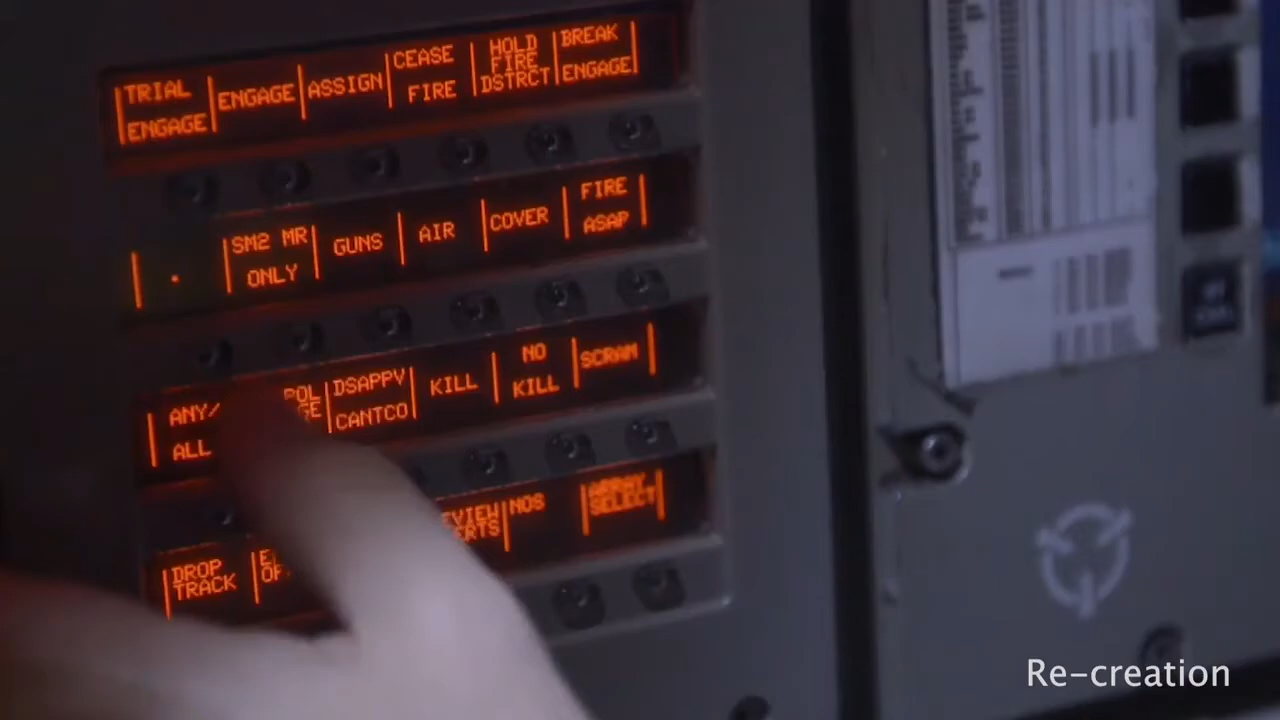 TRIAL
ENGAGE
ENGAGE
ASSIGN
CEASE
FIRE
HOLD
FIRE
DSTRCT
BREAK
ENGAGE
SM2 MR
ONLY
GUNS
AIR
COVER
FIRE
ASAP
ANY/
ALL
DSAPPV
CANTCO
KILL
NO
KILL
SCRAM
DROP
TRACK
NOS
ARRAY
SELECT
Re-creation